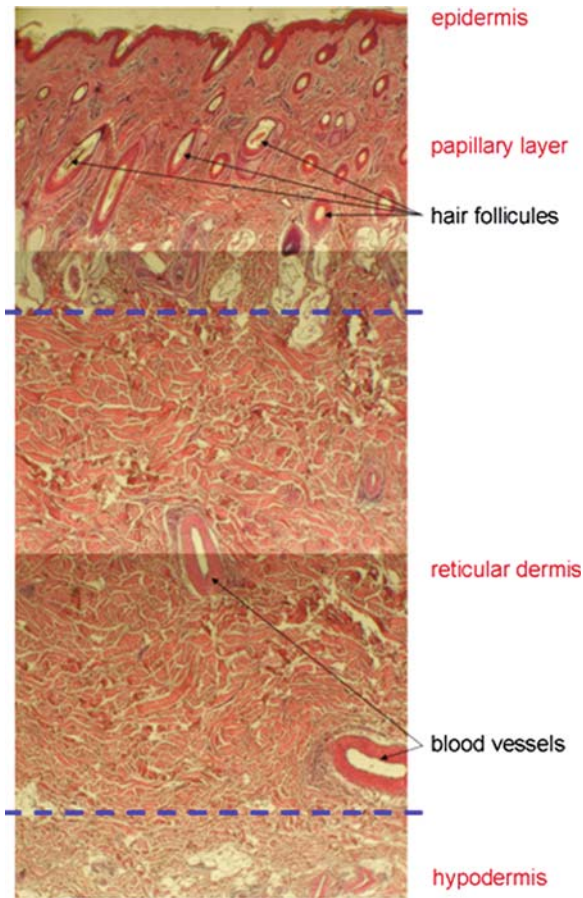 epidermis
papillary layer
hair follicules
reticular dermis
blood vessels
hypodermis